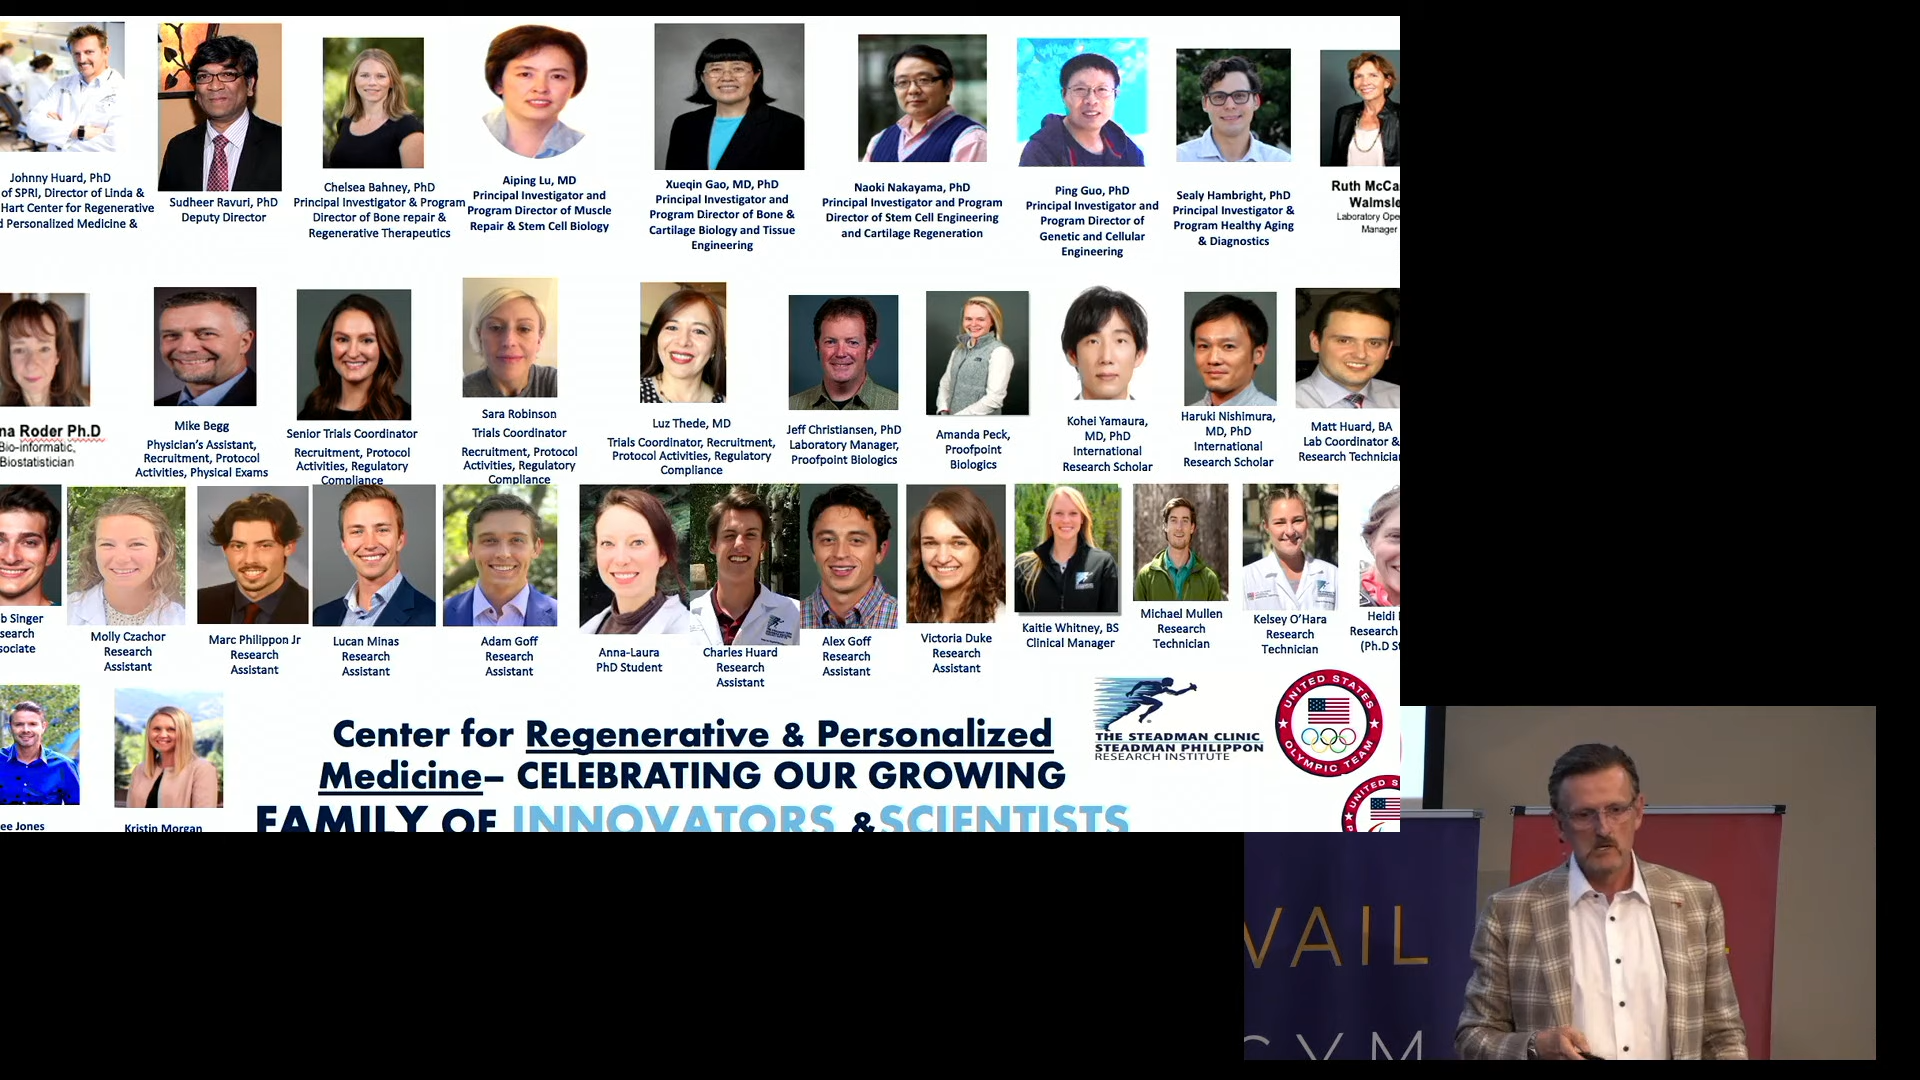 Johnny Huard, PhD
of SPRI, Director of Linda &
Hart Center for Regenerative
d Personalized Medicine &
Sudheer Ravuri, PhD
Deputy Director
Chelsea Bahney, PhD
Principal Investigator & Program
Director of Bone repair &
Regenerative Therapeutics
Aiping Lu, MD
Principal Investigator and
Program Director of Muscle
Repair & Stem Cell Biology
Xueqin Gao, MD, PhD
Principal Investigator and
Program Director of Bone &
Cartilage Biology and Tissue
Engineering
Naoki Nakayama, PhD
Principal Investigator and Program
Director of Stem Cell Engineering
and Cartilage Regeneration
Ping Guo, PhD
Principal Investigator and
Program Director of
Genetic and Cellular
Engineering
Sealy Hambright, PhD
Principal Investigator &
Program Healthy Aging
& Diagnostics
Ruth McCa
Walmsle
Laboratory Ope
Manager
na Roder Ph.D
Bio-informatic,
Biostatistician
Mike Begg
Physician's Assistant,
Recruitment, Protocol
Activities, Physical Exams
Senior Trials Coordinator
Recruitment, Protocol
Activities, Regulatory
Compliance
Sara Robinson
Trials Coordinator
Recruitment, Protocol
Activities, Regulatory
Compliance
Luz Thede, MD
Trials Coordinator, Recruitment,
Protocol Activities, Regulatory
Compliance
Jeff Christiansen, PhD
Laboratory Manager,
Proofpoint Biologics
Amanda Peck,
Proofpoint
Biologics
Kohei Yamaura,
MD, PhD
International
Research Scholar
Haruki Nishimura,
MD, PhD
International
Research Scholar
Matt Huard, BA
Lab Coordinator &
Research Technician
b Singer
search
sociate
Molly Czachor
Research
Assistant
Marc Philippon Jr
Research
Assistant
Lucan Minas
Research
Assistant
Adam Goff
Research
Assistant
Anna-Laura
PhD Student
Charles Huard
Research
Assistant
Alex Goff
Research
Assistant
Victoria Duke
Research
Assistant
Kaitie Whitney, BS
Clinical Manager
Michael Mullen
Research
Technician
Kelsey O'Hara
Research
Technician
Heidi
Research
(Ph.D St
ee Jones
Kristin Morgan
Center for Regenerative & Personalized
Medicine– CELEBRATING OUR GROWING
FAMILY OF INNOVATORS &SCIENTISTS
THE STEADMAN CLINIC
STEADMAN PHILIPPON
RESEARCH INSTITUTE
UNITED STATES
OLYMPIC TEAM
UNITED S
VAIL
GYM